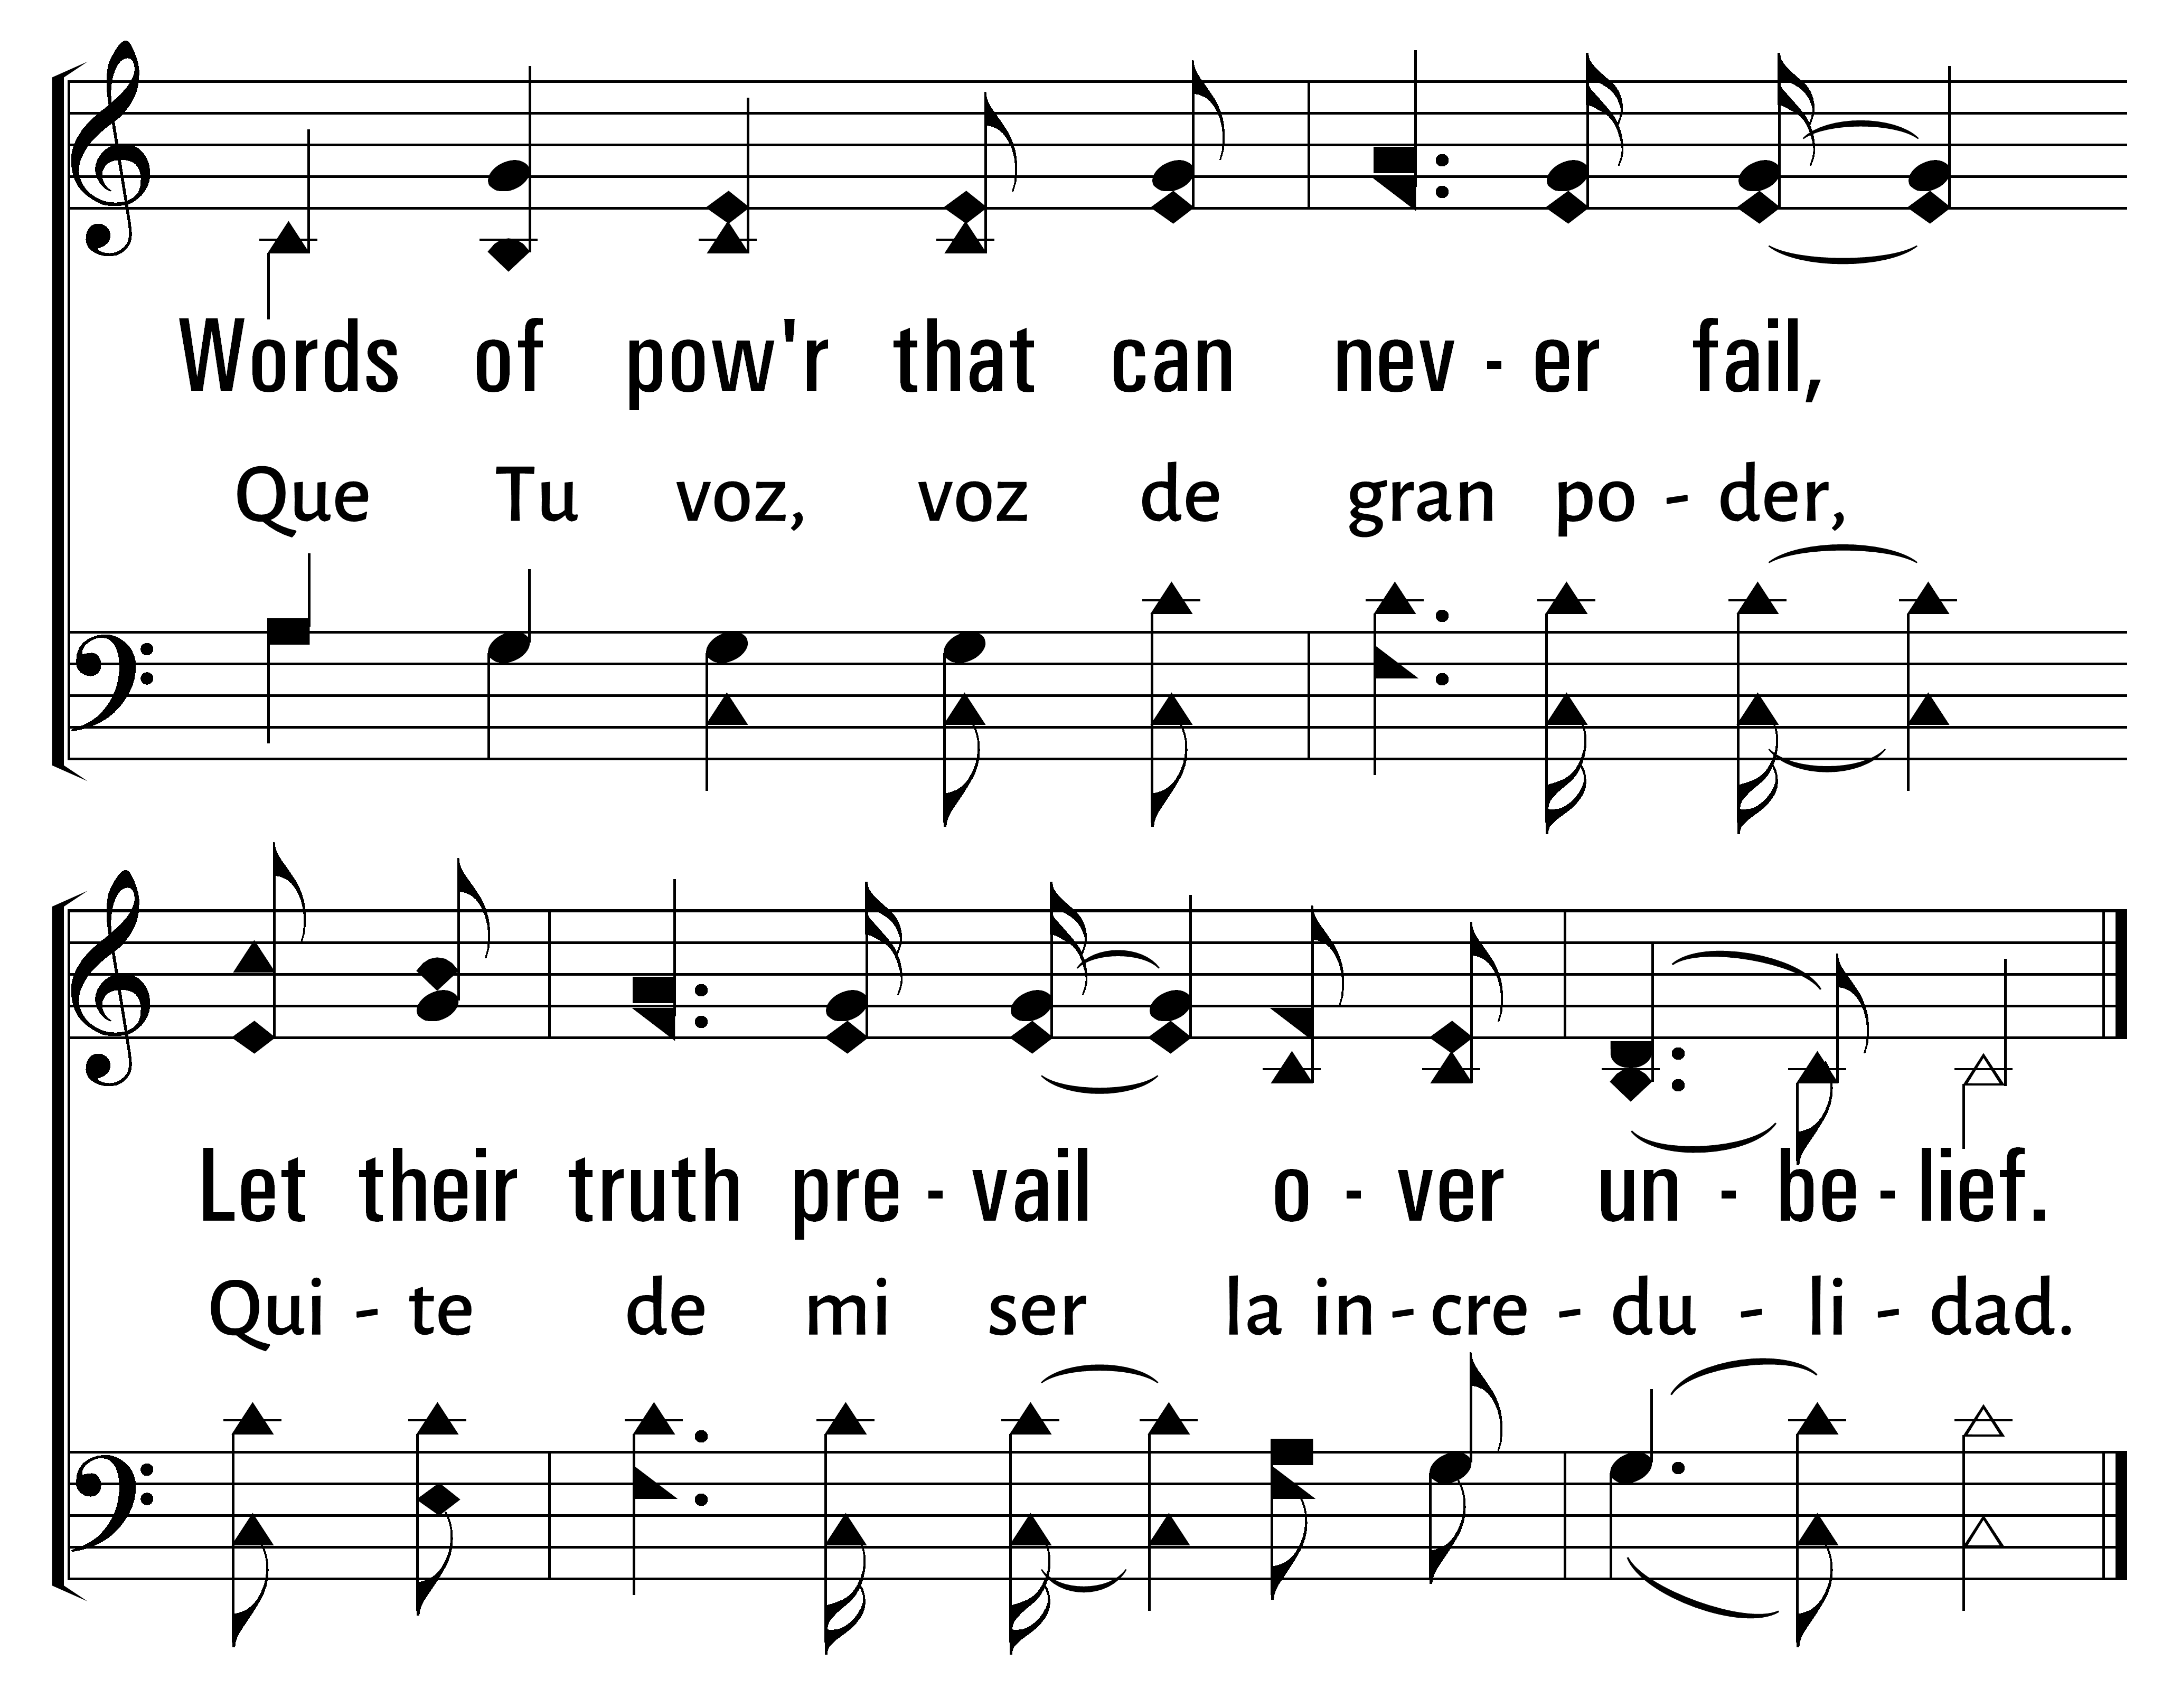 Words of pow'r that can nev - er fail,
Que Tu voz, voz de gran po - der,
Let their truth pre - vail o - ver un - be - lief.
Qui - te de mi ser la in - cre - du - li - dad.